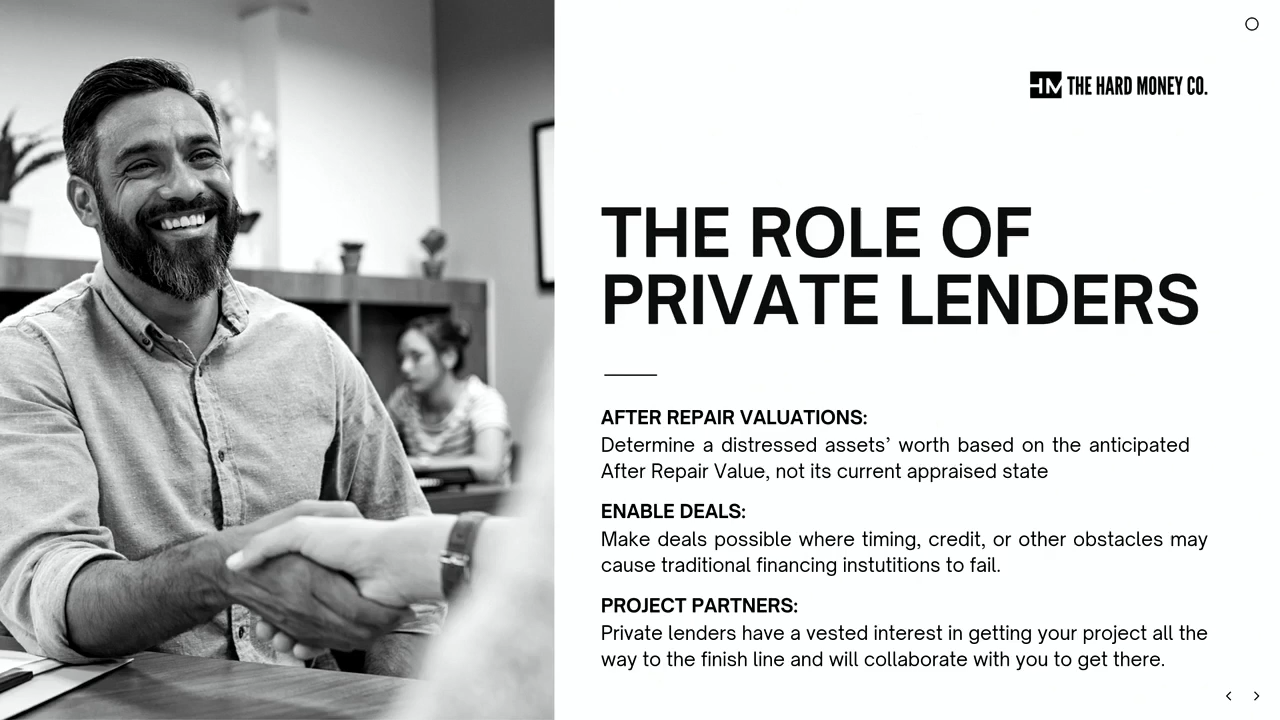 HM THE HARD MONEY CO.
THE ROLE OF
PRIVATE LENDERS
AFTER REPAIR VALUATIONS:
Determine a distressed assets’ worth based on the anticipated
After Repair Value, not its current appraised state
ENABLE DEALS:
Make deals possible where timing, credit, or other obstacles may
cause traditional financing instutitions to fail.
PROJECT PARTNERS:
Private lenders have a vested interest in getting your project all the
way to the finish line and will collaborate with you to get there.